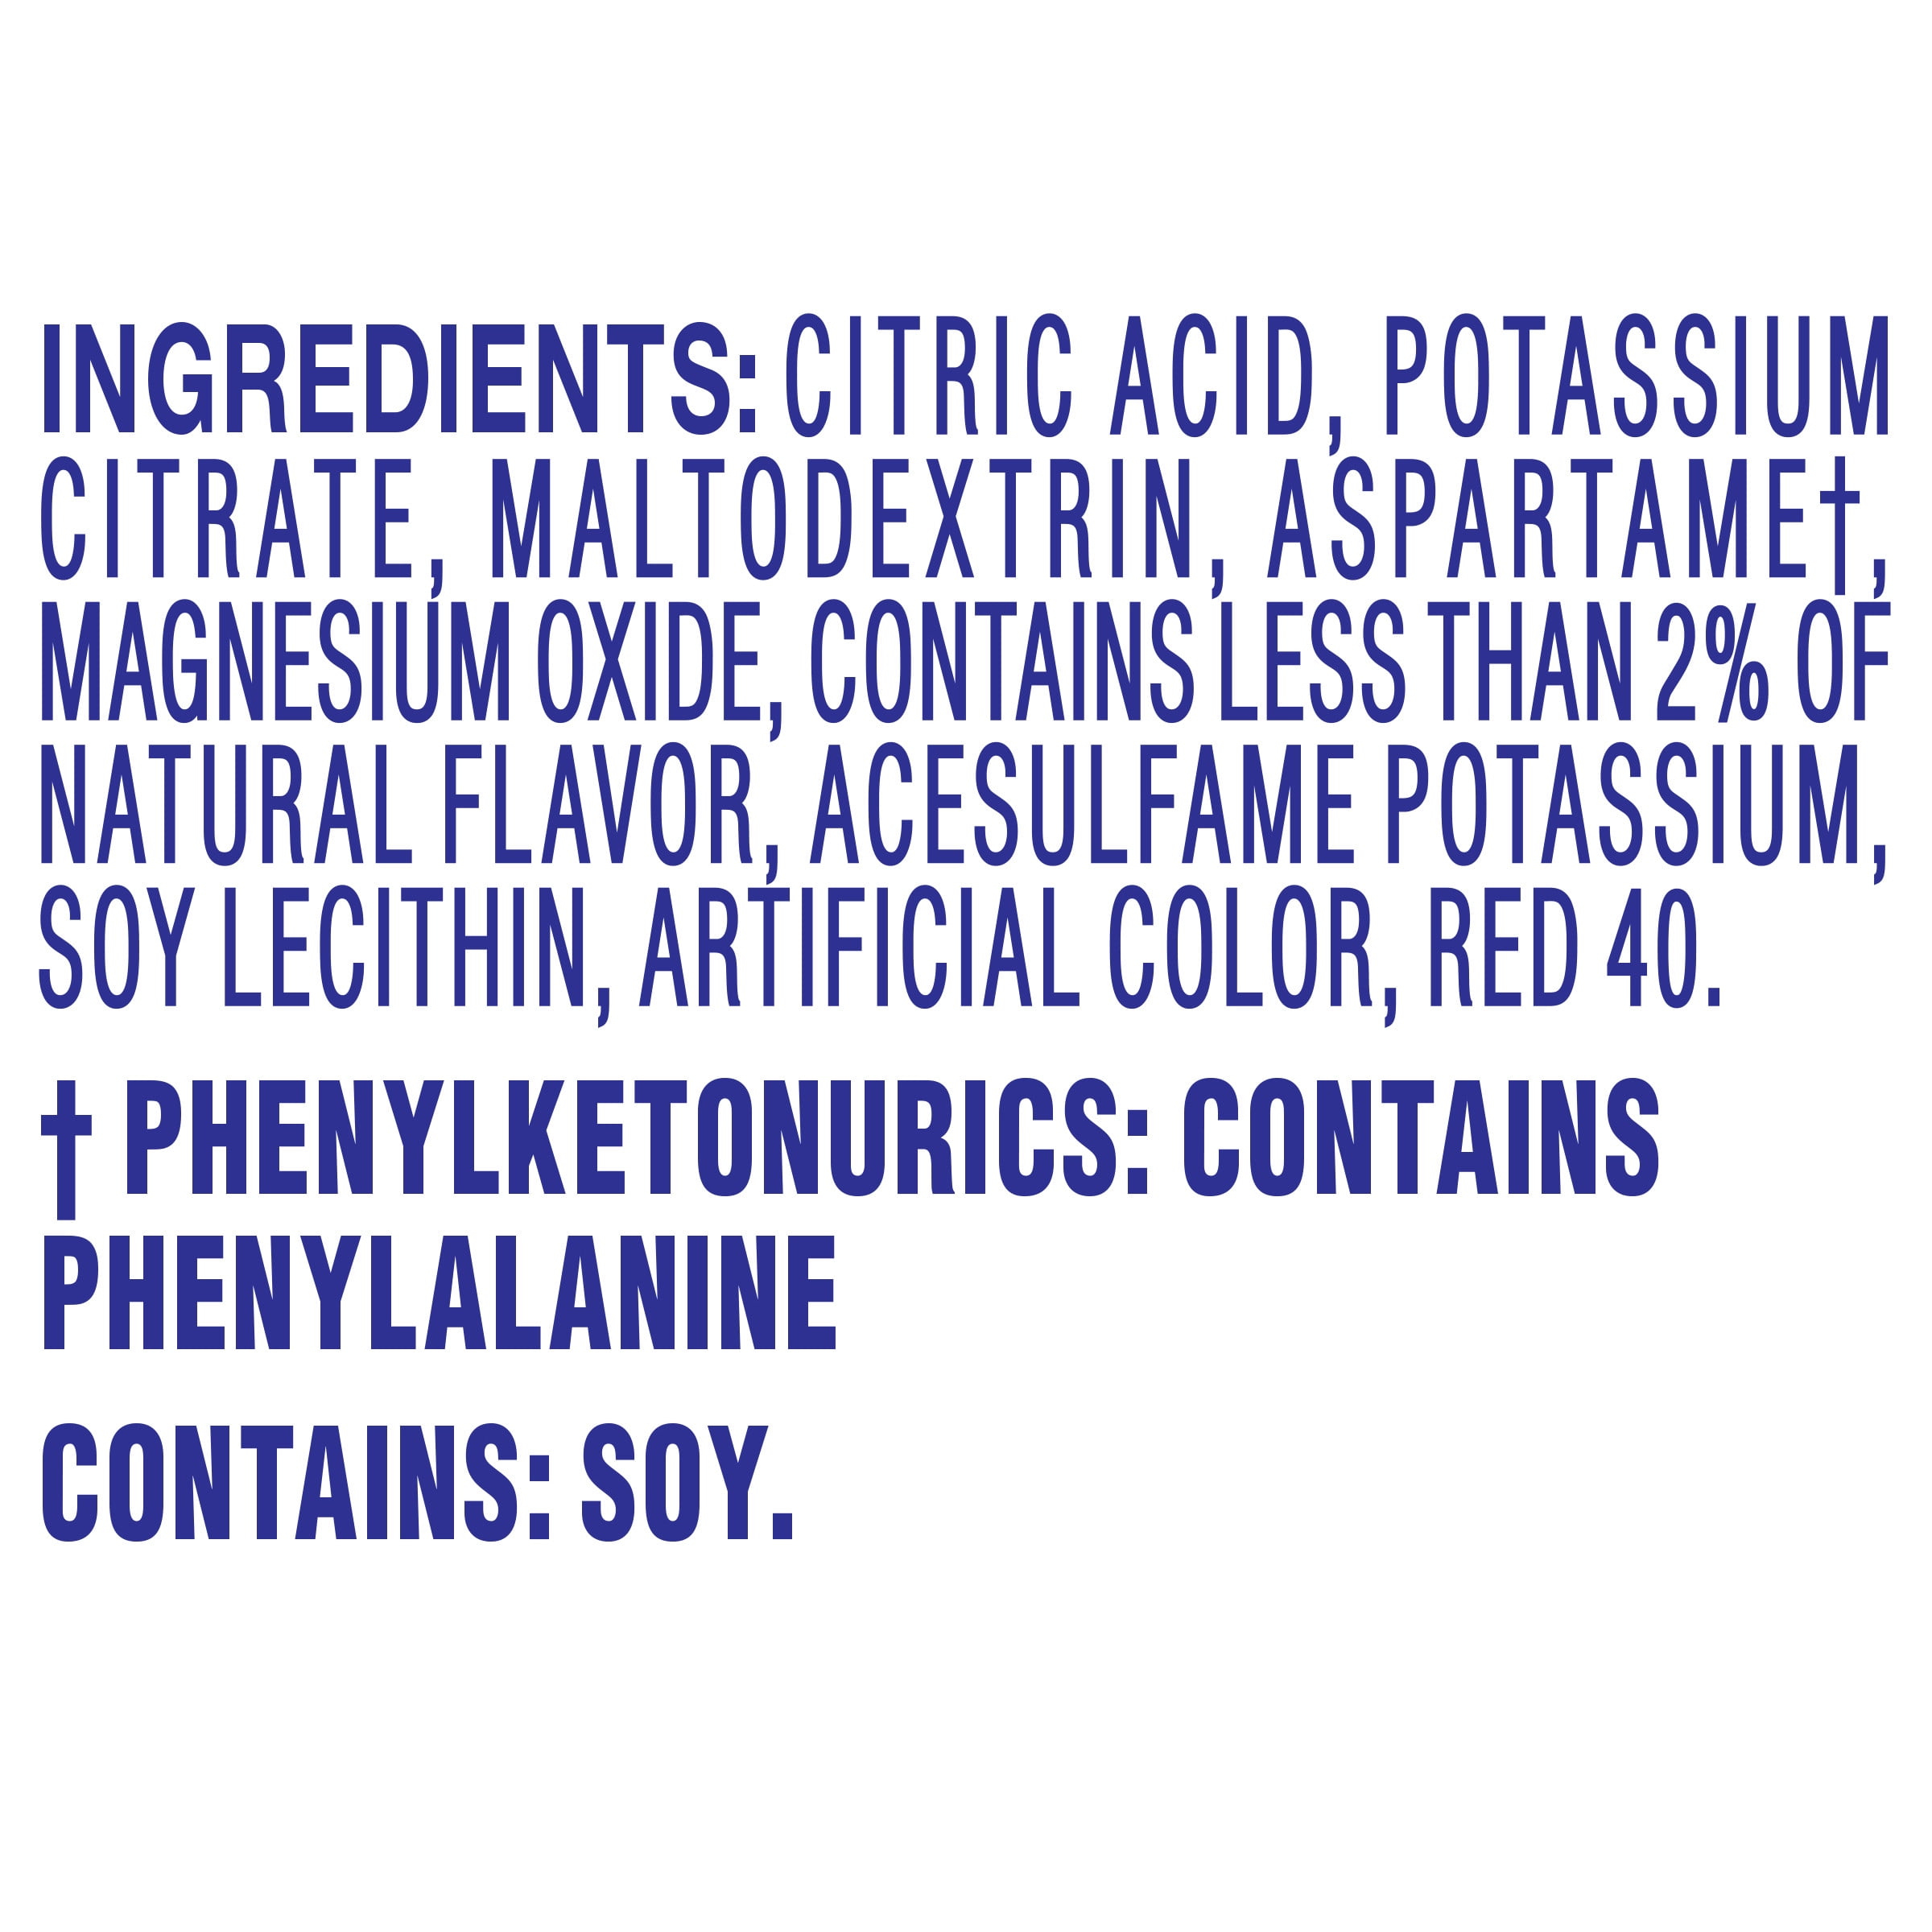 INGREDIENTS: CITRIC ACID, POTASSIUM
CITRATE, MALTODEXTRIN, ASPARTAME†,
MAGNESIUM OXIDE, CONTAINS LESS THAN 2% OF
NATURAL FLAVOR, ACESULFAME POTASSIUM,
SOY LECITHIN, ARTIFICIAL COLOR, RED 40.
† PHENYLKETONURICS: CONTAINS
PHENYLALANINE
CONTAINS: SOY.